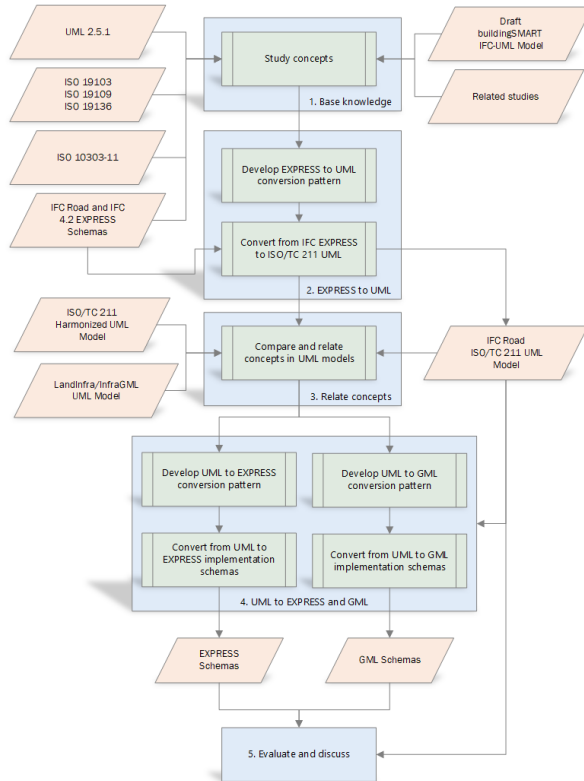 UML 2.5.1
Draft
buildingSMART
IFC-UML Model
Study concepts
ISO 19103
ISO 19109
ISO 19136
Related studies
1. Base knowledge
ISO 10303-11
Develop EXPRESS to UML
conversion pattern
IFC Road and IFC
4.2 EXPRESS
Schemas
Convert from IFC EXPRESS
to ISO/TC 211 UML
2. EXPRESS to UML
ISO/TC 211
Harmonized UML
Model
Compare and relate
concepts in UML models
IFC Road
ISO/TC 211 UML
Model
LandInfra/InfraGML
UML Model
3. Relate concepts
Develop UML to EXPRESS
conversion pattern
Develop UML to GML
conversion pattern
Convert from UML to
EXPRESS implementation
schemas
Convert from UML to GML
implementation schemas
4. UML to EXPRESS and GML
EXPRESS
Schemas
GML Schemas
5. Evaluate and discuss